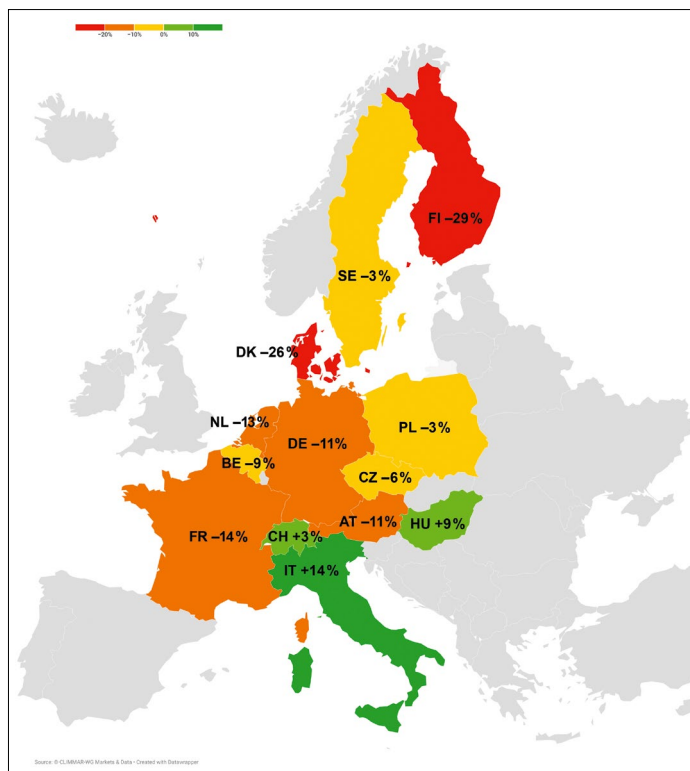 −20% −10% 0% 10%
FI −29%
SE −3%
DK −26%
NL −13%
DE −11%
PL −3%
BE −9%
CZ −6%
AT −11%
HU +9%
FR −14%
CH +3%
IT +14%
Source: © CLIMMAR-WG Markets & Data • Created with Datawrapper